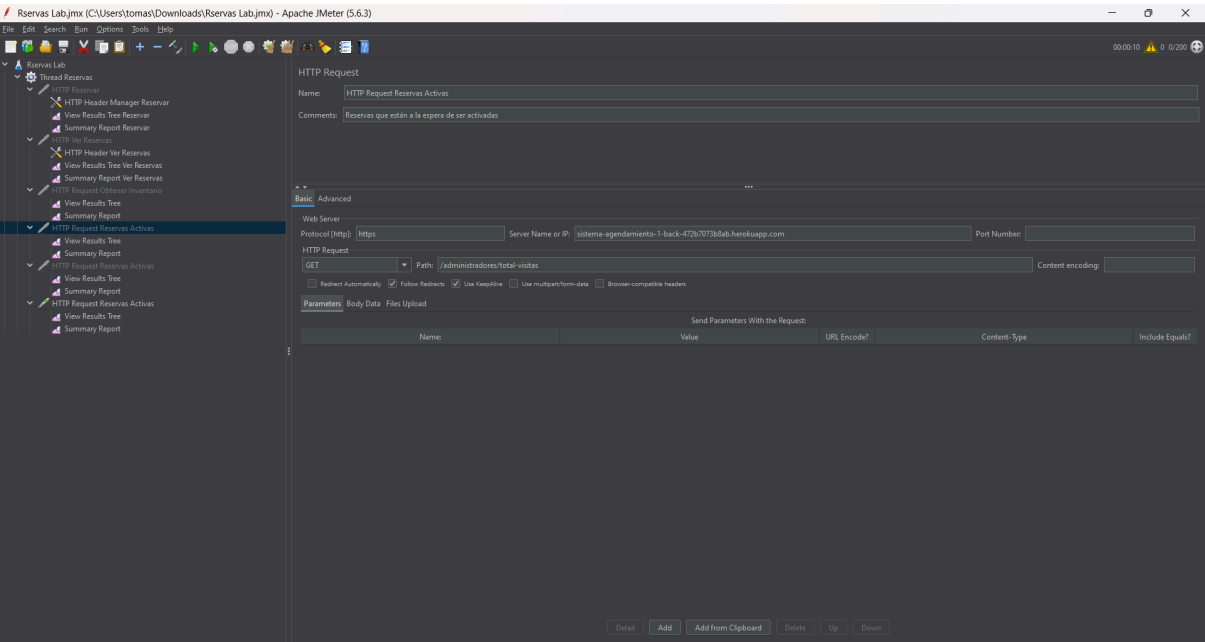 Rservas Lab.jmx (C:\Users\tomas\Downloads\Rservas Lab.jmx) - Apache JMeter (5.6.3)
File Edit Search Run Options Tools Help
00:00:10 0 0/200
Rservas Lab
Thread Reservas
HTTP Reservar
HTTP Header Manager Reservar
View Results Tree Reservar
Summary Report Reservar
HTTP Ver Reservas
HTTP Header Ver Reservas
View Results Tree Ver Reservas
Summary Report Ver Reservas
HTTP Request Obtener Inventario
View Results Tree
Summary Report
HTTP Request Reservas Activas
View Results Tree
Summary Report
HTTP Request Reservas Activas
View Results Tree
Summary Report
HTTP Request Reservas Activas
View Results Tree
Summary Report
HTTP Request
Name: HTTP Request Reservas Activas
Comments: Reservas que están a la espera de ser activadas
Basic Advanced
Web Server
Protocol [http]: https Server Name or IP: sistema-agendamiento-1-back-472b7073b8ab.herokuapp.com Port Number:
HTTP Request
GET Path: /administradores/total-visitas Content encoding:
Redirect Automatically Follow Redirects Use KeepAlive Use multipart/form-data Browser-compatible headers
Parameters Body Data Files Upload
Send Parameters With the Request:
Name: Value URL Encode? Content-Type Include Equals?
Detail Add Add from Clipboard Delete Up Down